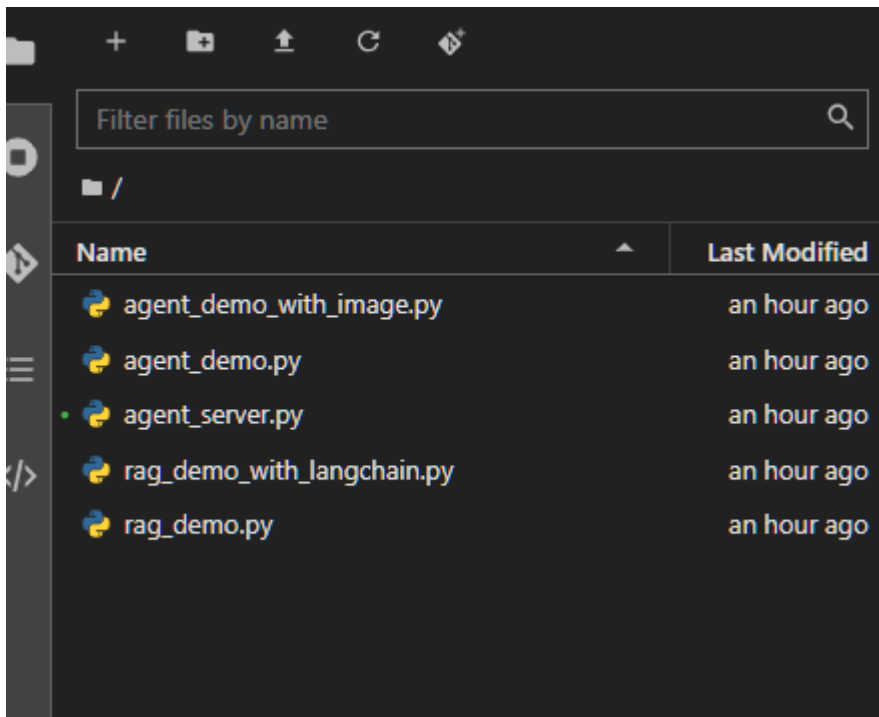 Filter files by name
/
Name Last Modified
agent_demo_with_image.py an hour ago
agent_demo.py an hour ago
agent_server.py an hour ago
rag_demo_with_langchain.py an hour ago
rag_demo.py an hour ago